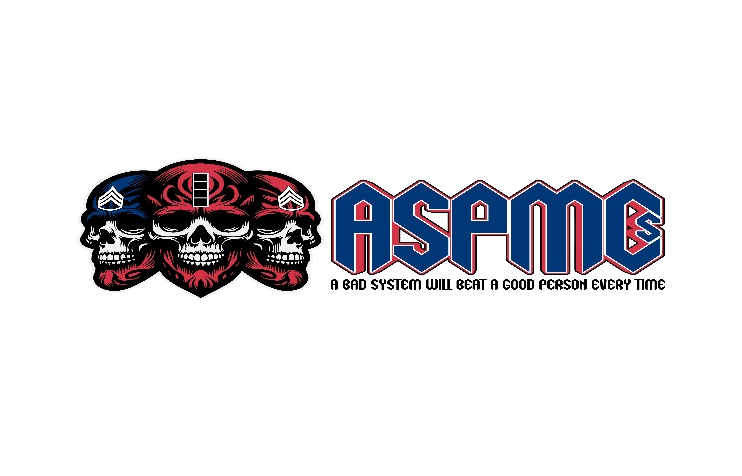 ASPMCs
A BAD SYSTEM WILL BEAT A GOOD PERSON EVERY TIME